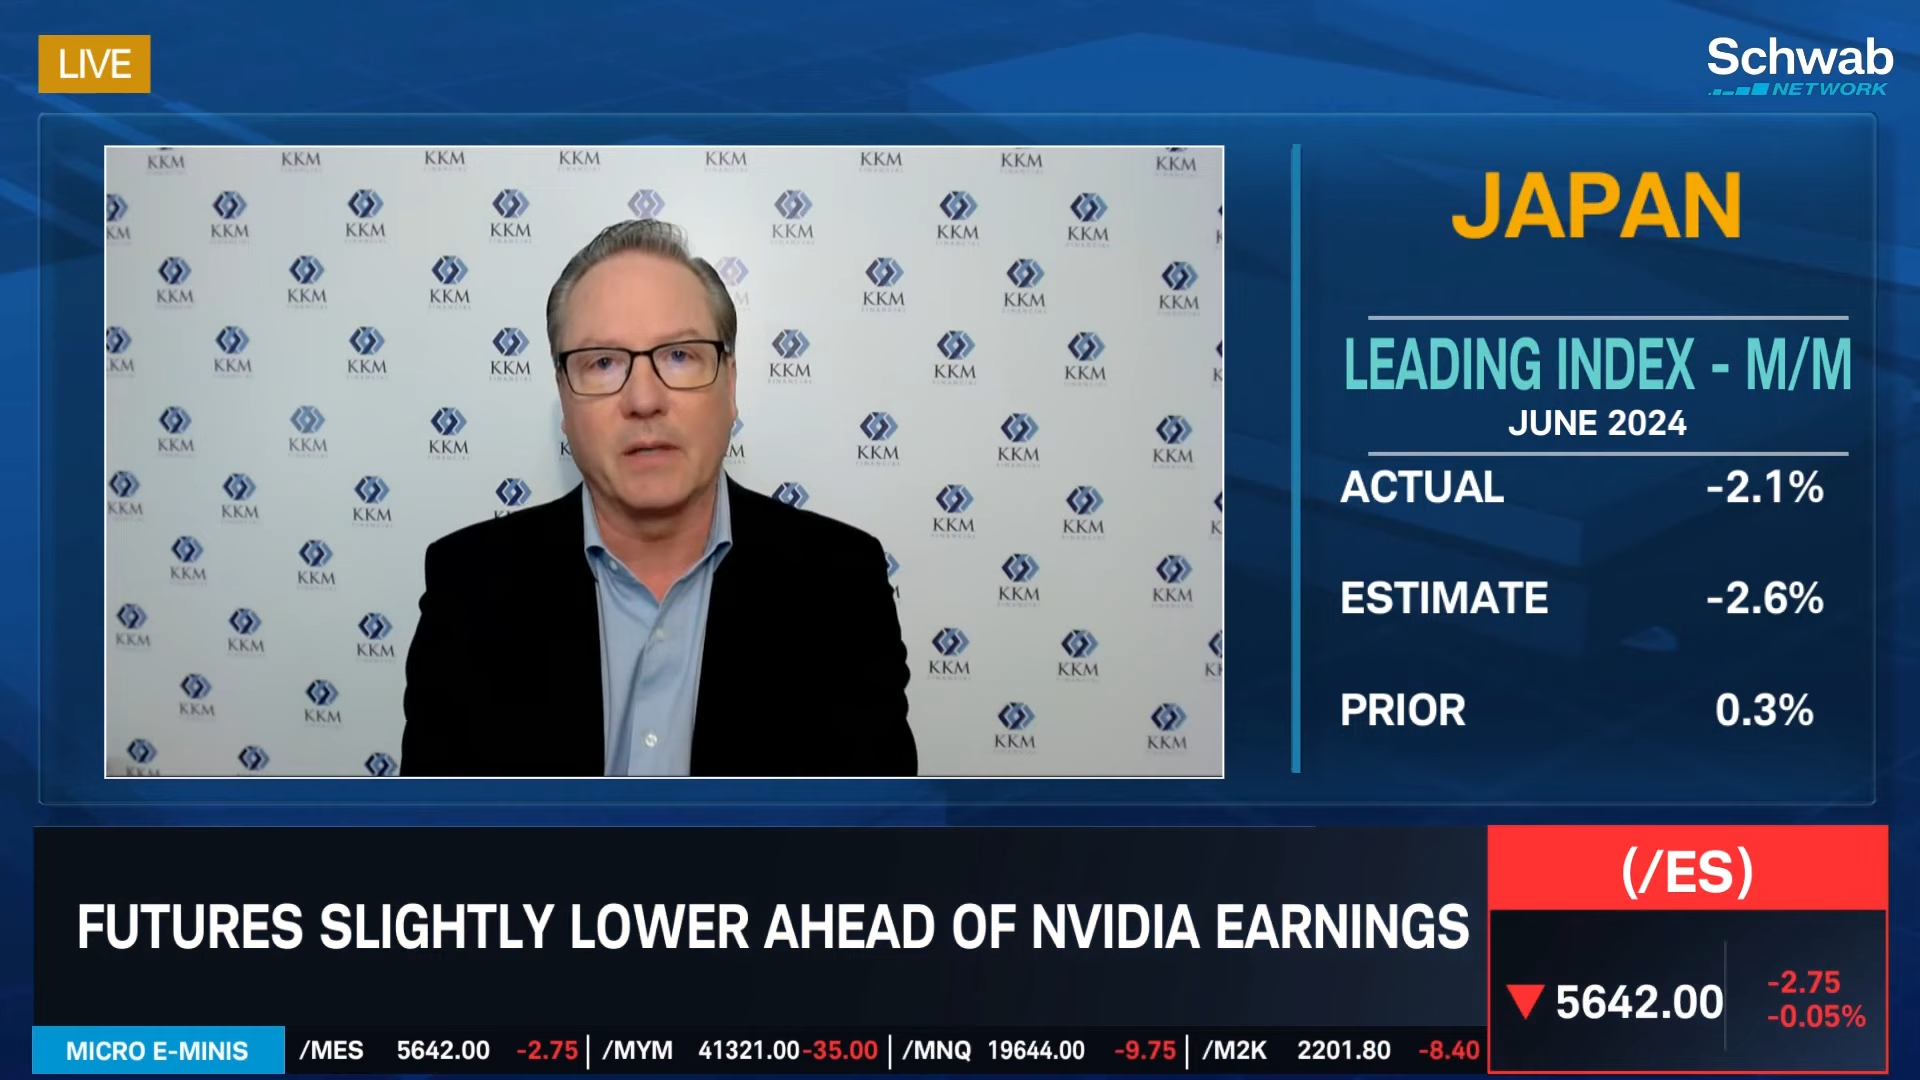 LIVE
Schwab
NETWORK
KKM
FINANCIAL
JAPAN
LEADING INDEX - M/M
JUNE 2024
ACTUAL -2.1%
ESTIMATE -2.6%
PRIOR 0.3%
FUTURES SLIGHTLY LOWER AHEAD OF NVIDIA EARNINGS
(/ES)
5642.00
-2.75
-0.05%
MICRO E-MINIS /MES 5642.00 -2.75 /MYM 41321.00 -35.00 /MNQ 19644.00 -9.75 /M2K 2201.80 -8.40